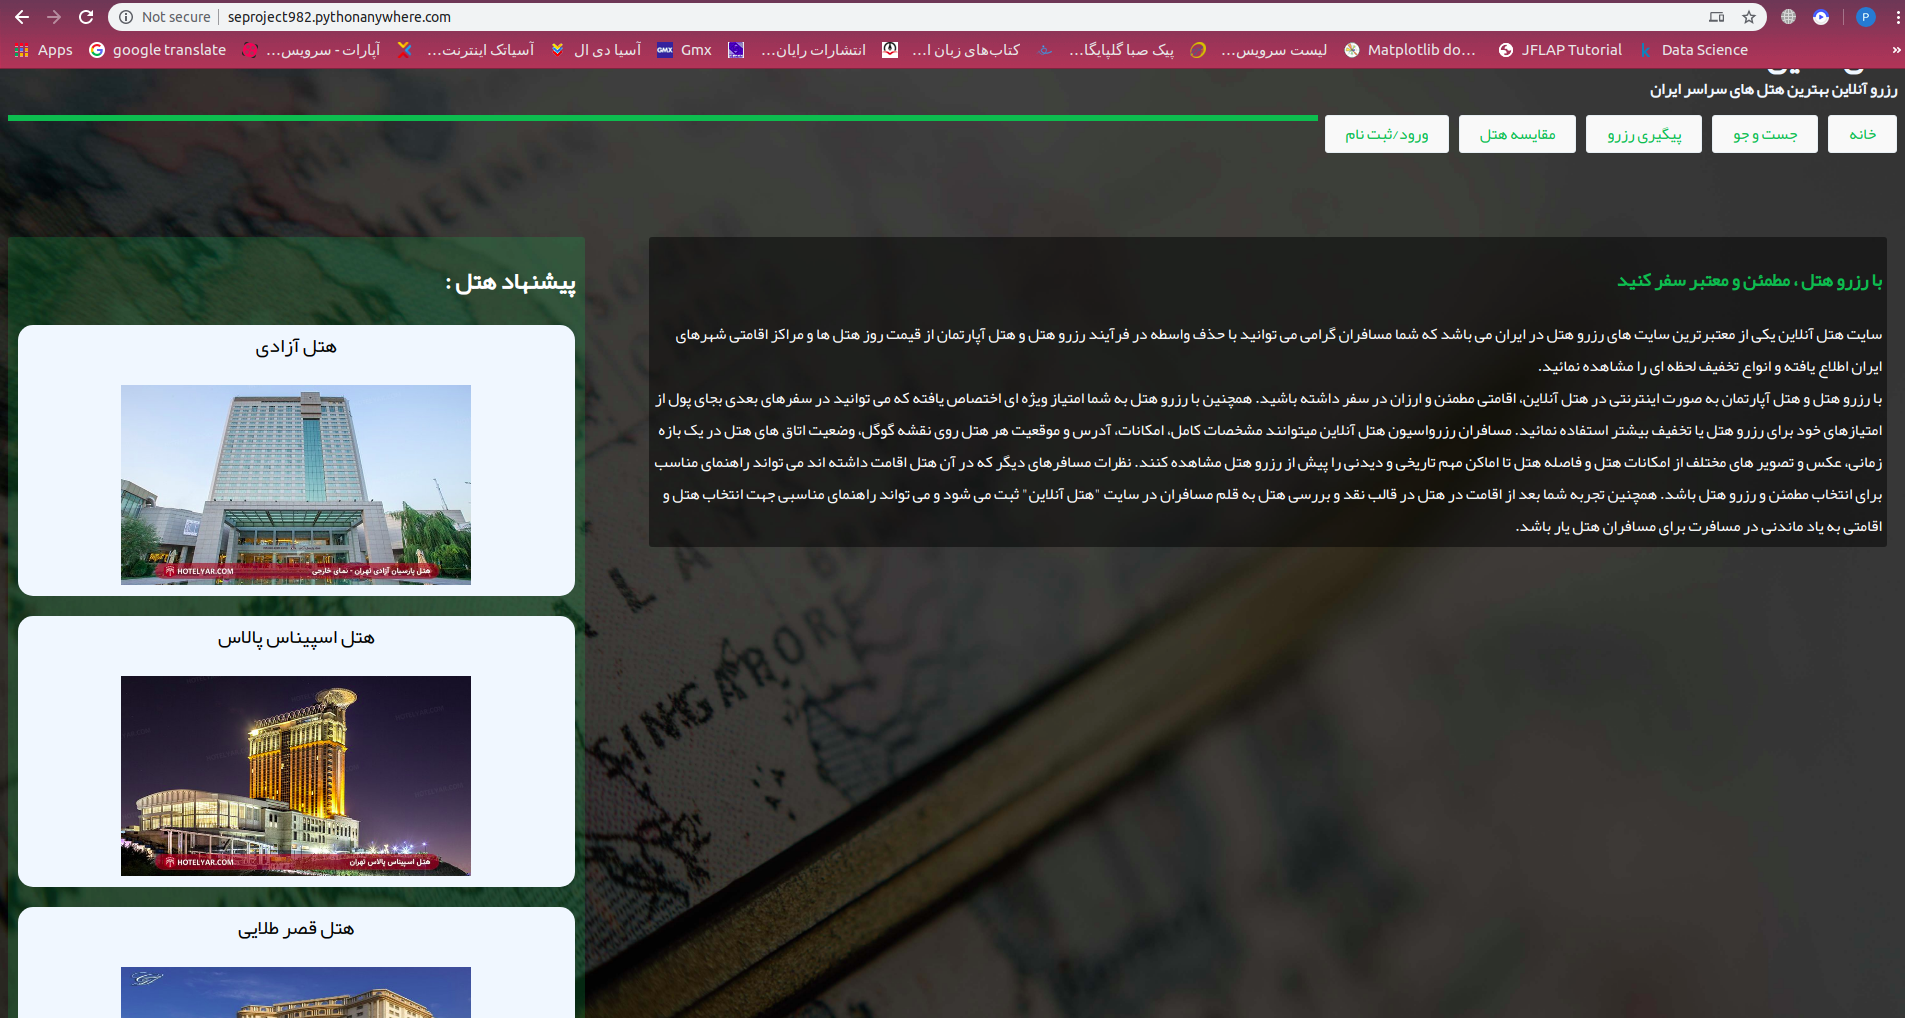 Not secure | seproject982.pythonanywhere.com
P
Apps
google translate
آپارات - سرویس...
آسیاتک اینترنت...
آسیا دی ال
GMX
Gmx
انتشارات رایان...
کتاب‌های زبان ا...
پیک صبا گلپایگا...
لیست سرویس...
Matplotlib do...
JFLAP Tutorial
Data Science
»
رزرو آنلاین بهترین هتل های سراسر ایران
خانه
جست و جو
پیگیری رزرو
مقایسه هتل
ورود/ثبت نام
با رزرو هتل ، مطمئن و معتبر سفر کنید
سایت هتل آنلاین یکی از معتبرترین سایت های رزرو هتل در ایران می باشد که شما مسافران گرامی می توانید با حذف واسطه در فرآیند رزرو هتل و هتل آپارتمان از قیمت روز هتل ها و مراکز اقامتی شهرهای
ایران اطلاع یافته و انواع تخفیف لحظه ای را مشاهده نمائید.
با رزرو هتل و هتل آپارتمان به صورت اینترنتی در هتل آنلاین، اقامتی مطمئن و ارزان در سفر داشته باشید. همچنین با رزرو هتل به شما امتیاز ویژه ای اختصاص یافته که می توانید در سفرهای بعدی بجای پول از
امتیازهای خود برای رزرو هتل یا تخفیف بیشتر استفاده نمائید. مسافران رزرواسیون هتل آنلاین میتوانند مشخصات کامل، امکانات، آدرس و موقعیت هر هتل روی نقشه گوگل، وضعیت اتاق های هتل در یک بازه
زمانی، عکس و تصویر های مختلف از امکانات هتل و فاصله هتل تا اماکن مهم تاریخی و دیدنی را پیش از رزرو هتل مشاهده کنند. نظرات مسافرهای دیگر که در آن هتل اقامت داشته اند می تواند راهنمای مناسب
برای انتخاب مطمئن و رزرو هتل باشد. همچنین تجربه شما بعد از اقامت در هتل در قالب نقد و بررسی هتل به قلم مسافران در سایت "هتل آنلاین" ثبت می شود و می تواند راهنمای مناسبی جهت انتخاب هتل و
اقامتی به یاد ماندنی در مسافرت برای مسافران هتل یار باشد.
پیشنهاد هتل :
هتل آزادی
HOTELYAR.COM
هتل پارسیان آزادی تهران - نمای خارجی
هتل اسپیناس پالاس
HOTELYAR.COM
هتل اسپیناس پالاس تهران
هتل قصر طلایی
SINGAPORE